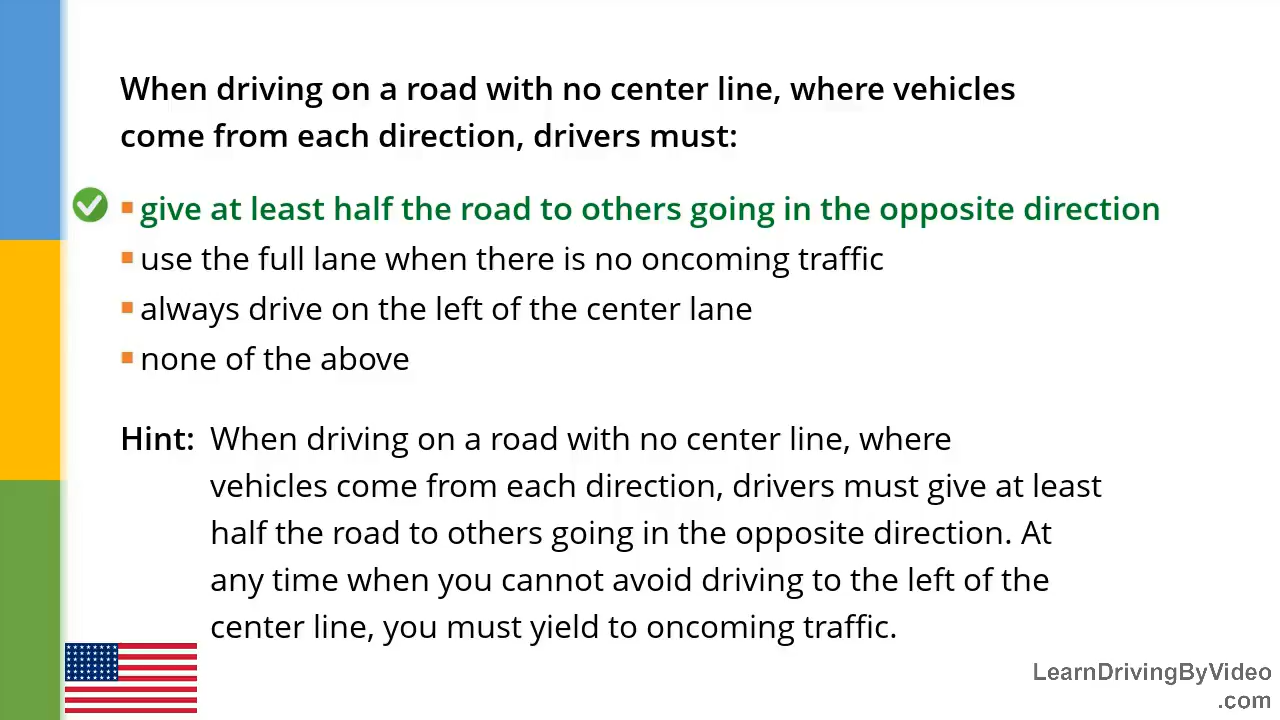 When driving on a road with no center line, where vehicles
come from each direction, drivers must:
give at least half the road to others going in the opposite direction
use the full lane when there is no oncoming traffic
always drive on the left of the center lane
none of the above
Hint: When driving on a road with no center line, where
vehicles come from each direction, drivers must give at least
half the road to others going in the opposite direction. At
any time when you cannot avoid driving to the left of the
center line, you must yield to oncoming traffic.
LearnDrivingByVideo
.com